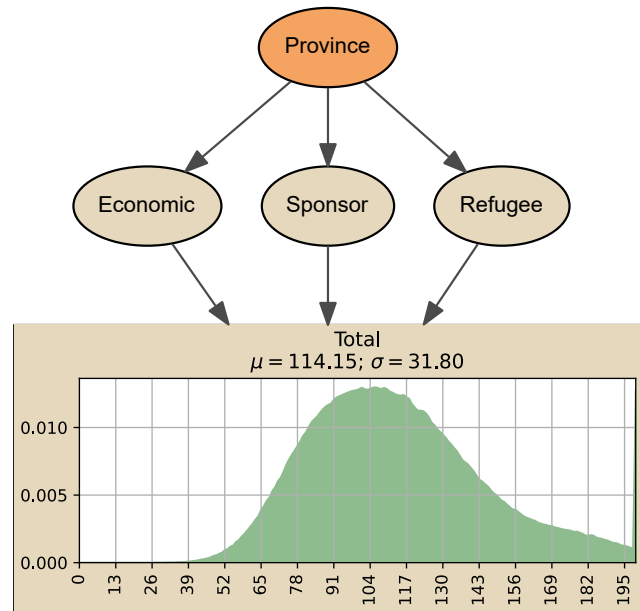 Province
Economic
Sponsor
Refugee
Total
μ = 114.15; σ = 31.80
0.010
0.005
0.000
0 13 26 39 52 65 78 91 104 117 130 143 156 169 182 195